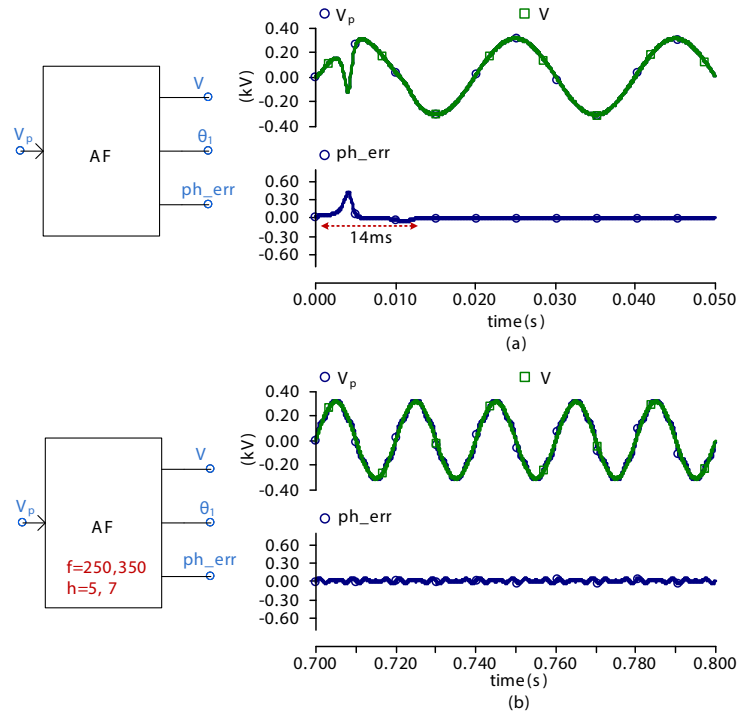 V_p V
0.40
0.20
0.00
-0.20
-0.40
(kV)
V
θ_1
ph_err
V_p
AF
ph_err
0.60
0.30
0.00
-0.30
-0.60
14ms
0.000 0.010 0.020 0.030 0.040 0.050
time(s)
(a)
V_p V
0.40
0.20
0.00
-0.20
-0.40
(kV)
V
θ_1
ph_err
V_p
AF
f=250,350
h=5, 7
ph_err
0.60
0.30
0.00
-0.30
-0.60
0.700 0.720 0.740 0.760 0.780 0.800
time(s)
(b)